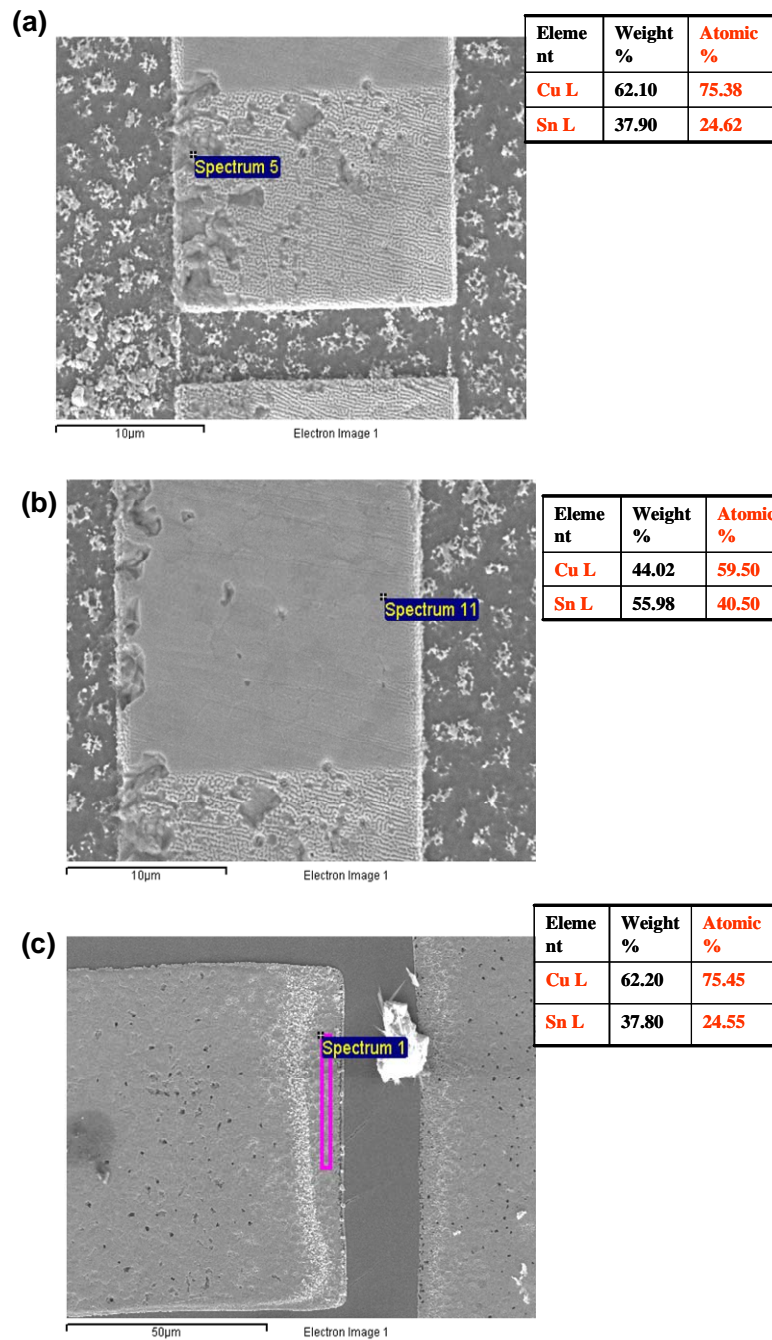 (a)
Eleme
nt
Weight
%
Atomic
%
Cu L
62.10
75.38
Sn L
37.90
24.62
Spectrum 5
10µm
Electron Image 1
(b)
Eleme
nt
Weight
%
Atomic
%
Cu L
44.02
59.50
Sn L
55.98
40.50
Spectrum 11
10µm
Electron Image 1
(c)
Eleme
nt
Weight
%
Atomic
%
Cu L
62.20
75.45
Sn L
37.80
24.55
Spectrum 1
50µm
Electron Image 1